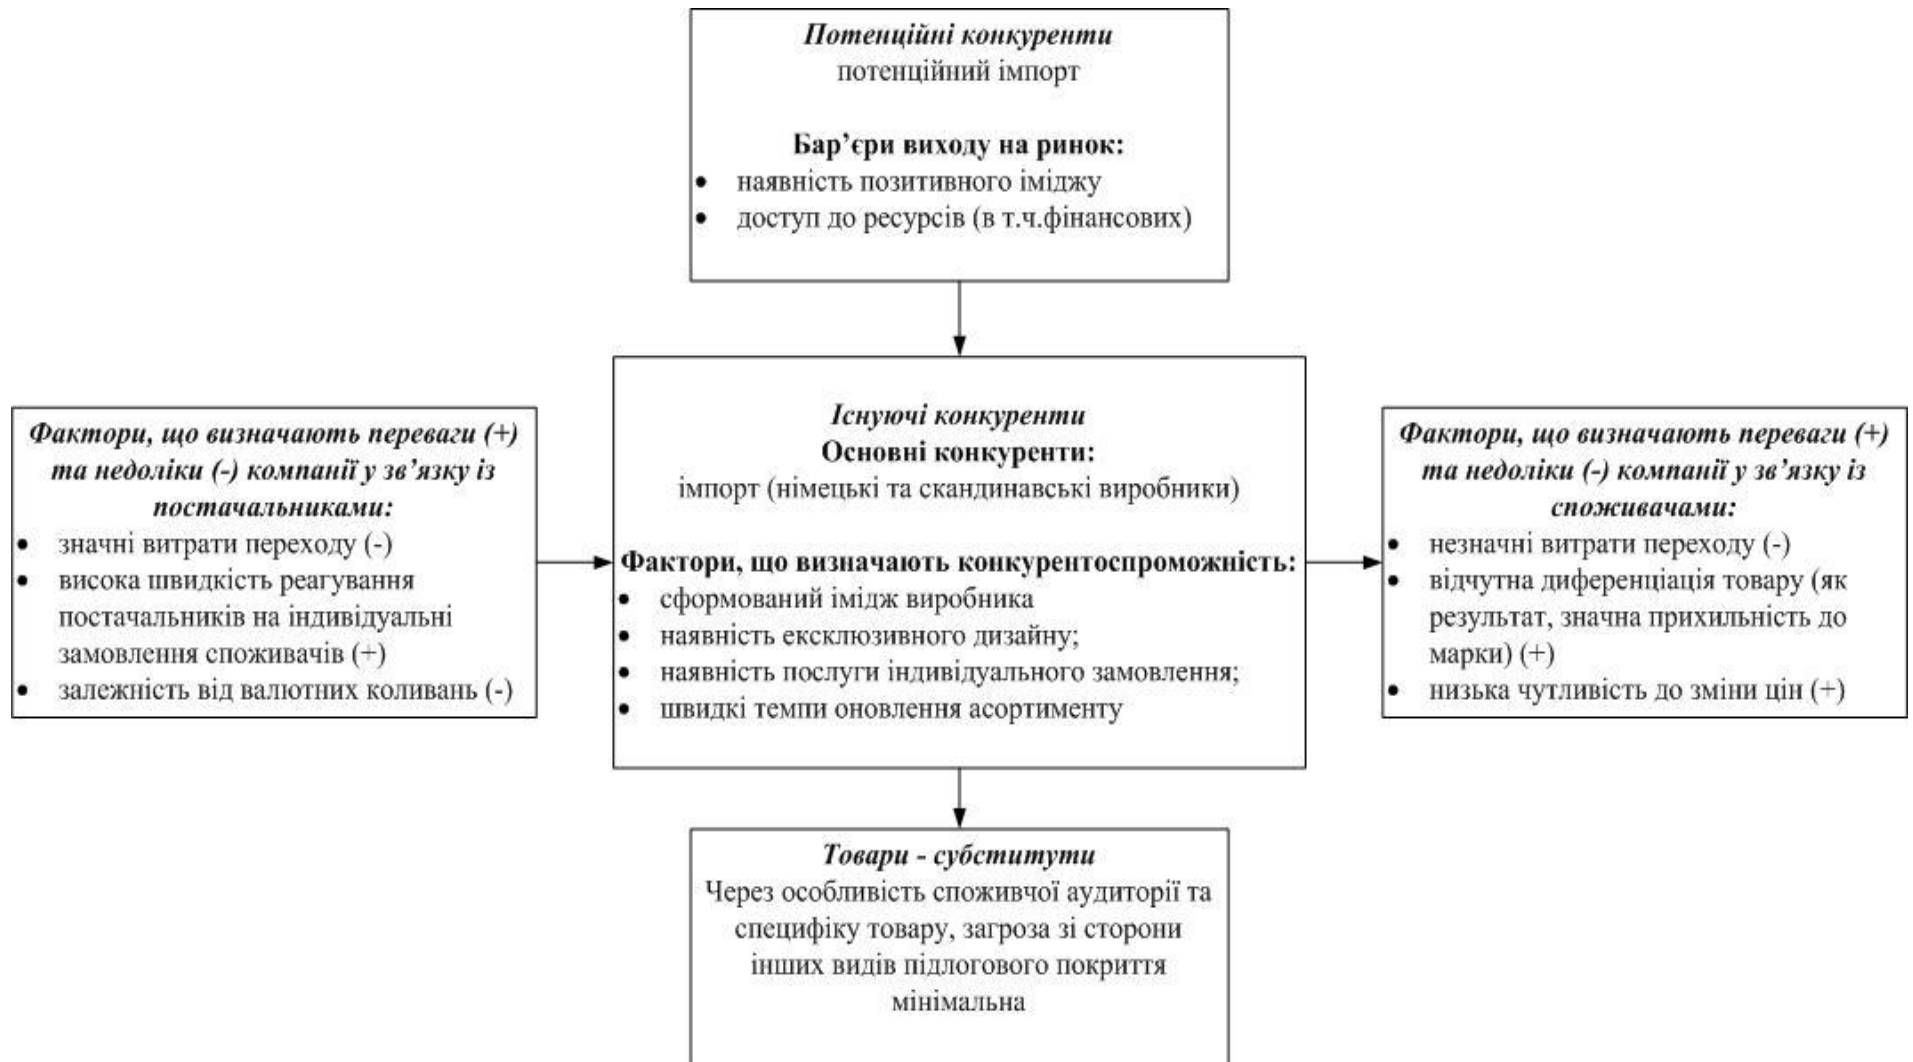 Потенційні конкуренти
потенційний імпорт
Бар’єри виходу на ринок:
• наявність позитивного іміджу
• доступ до ресурсів (в т.ч.фінансових)
Фактори, що визначають переваги (+)
та недоліки (-) компанії у зв’язку із
постачальниками:
• значні витрати переходу (-)
• висока швидкість реагування
постачальників на індивідуальні
замовлення споживачів (+)
• залежність від валютних коливань (-)
Існуючі конкуренти
Основні конкуренти:
імпорт (німецькі та скандинавські виробники)
Фактори, що визначають конкурентоспроможність:
• сформований імідж виробника
• наявність ексклюзивного дизайну;
• наявність послуги індивідуального замовлення;
• швидкі темпи оновлення асортименту
Фактори, що визначають переваги (+)
та недоліки (-) компанії у зв’язку із
споживачами:
• незначні витрати переходу (-)
• відчутна диференціація товару (як
результат, значна прихильність до
марки) (+)
• низька чутливість до зміни цін (+)
Товари - субститути
Через особливість споживчої аудиторії та
специфіку товару, загроза зі сторони
інших видів підлогового покриття
мінімальна